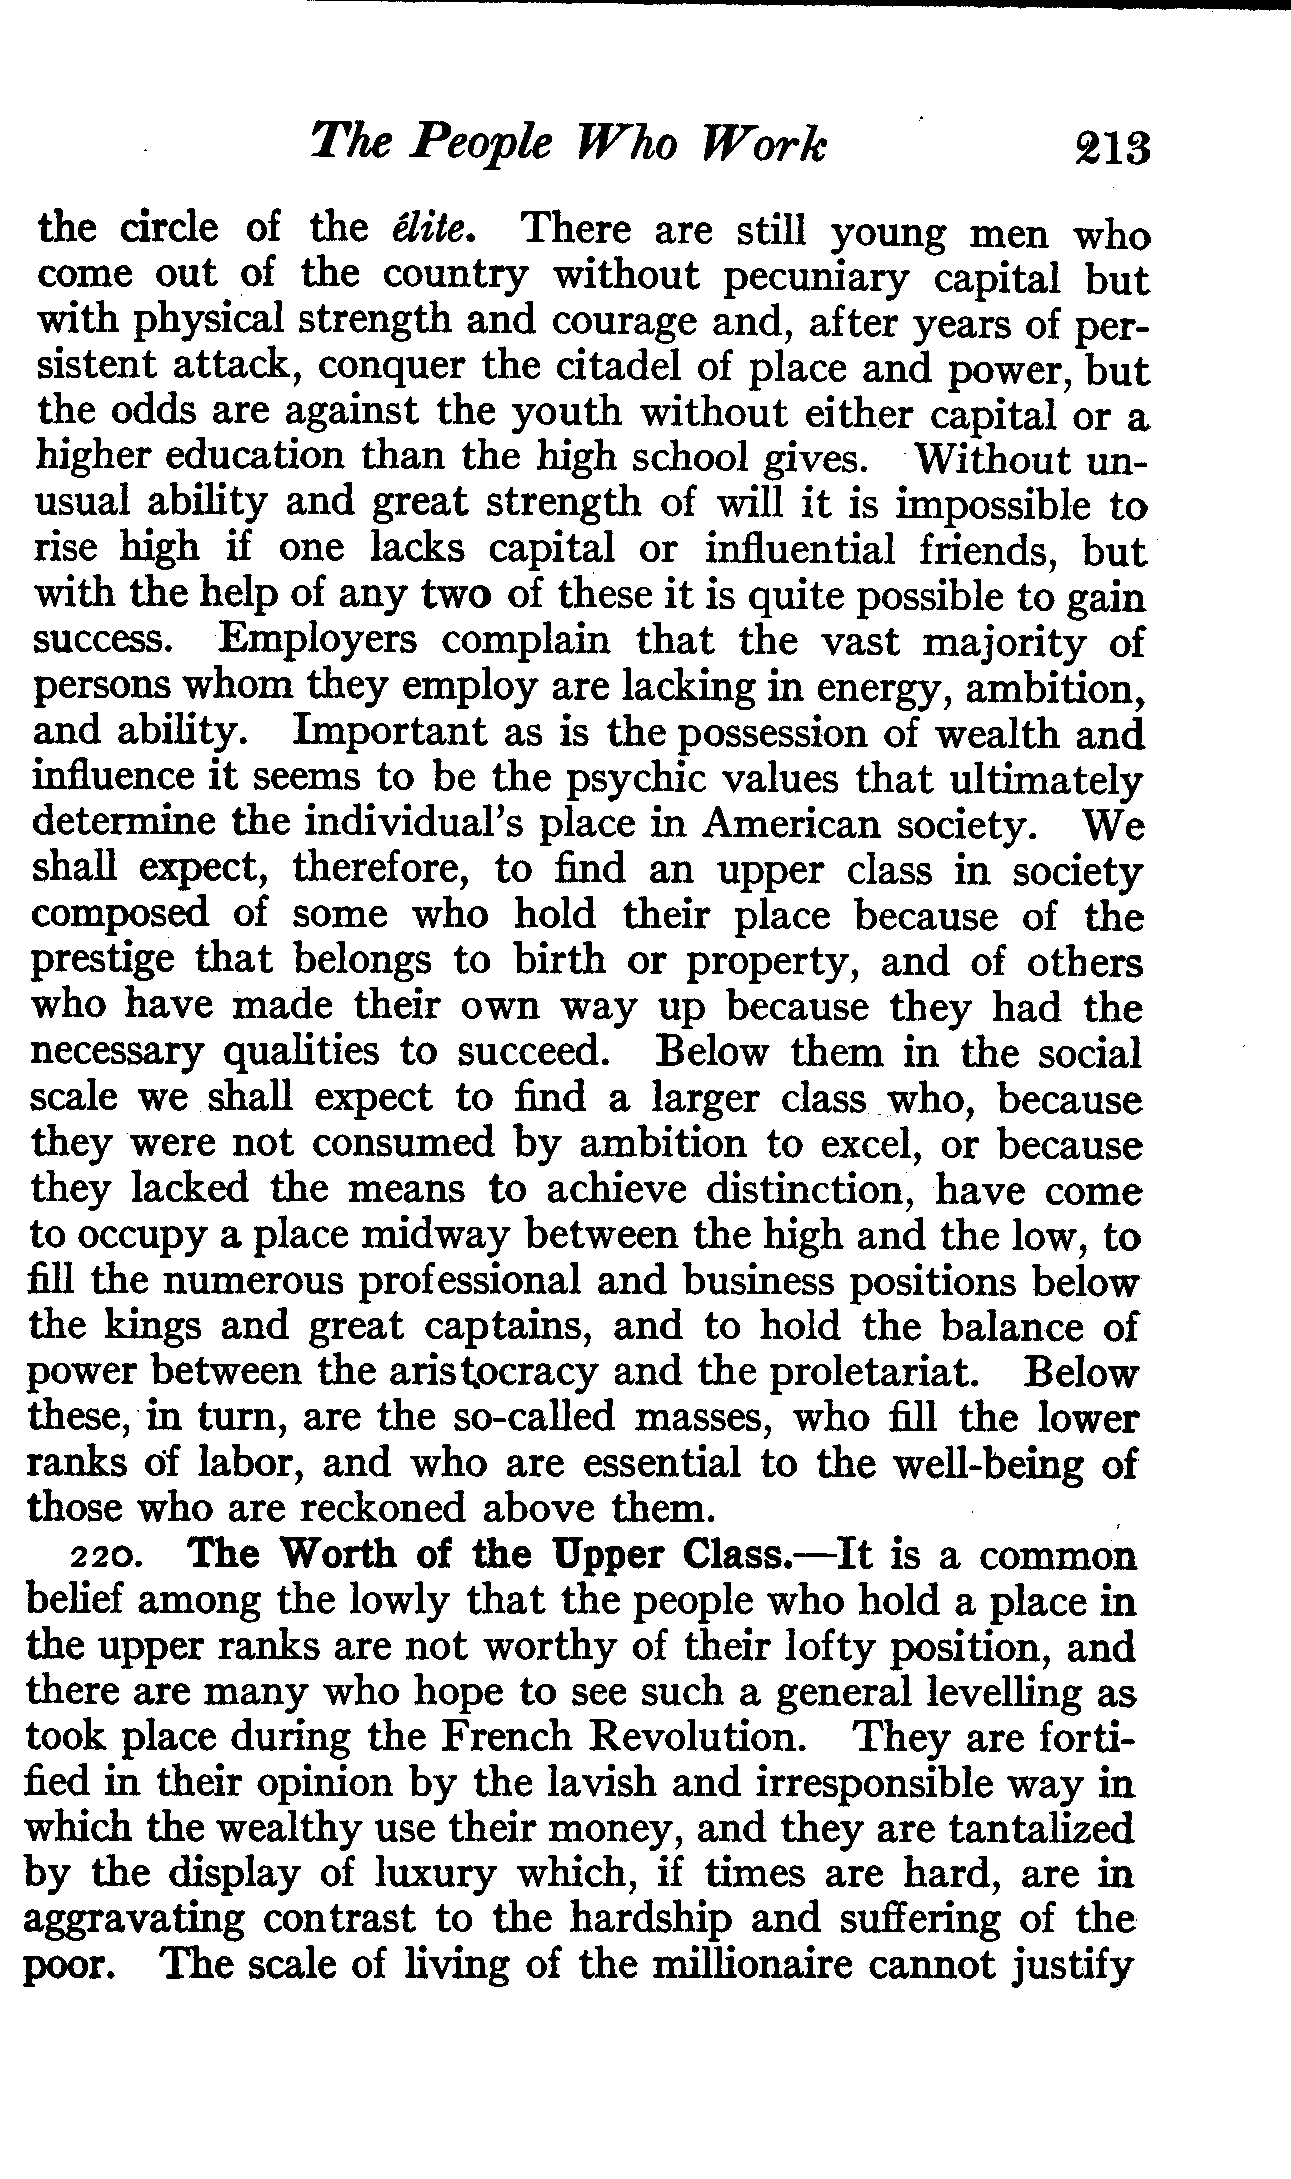 The People Who Work 213
the circle of the élite. There are still young men who
come out of the country without pecuniary capital but
with physical strength and courage and, after years of per-
sistent attack, conquer the citadel of place and power, but
the odds are against the youth without either capital or a
higher education than the high school gives. Without un-
usual ability and great strength of will it is impossible to
rise high if one lacks capital or influential friends, but
with the help of any two of these it is quite possible to gain
success. Employers complain that the vast majority of
persons whom they employ are lacking in energy, ambition,
and ability. Important as is the possession of wealth and
influence it seems to be the psychic values that ultimately
determine the individual's place in American society. We
shall expect, therefore, to find an upper class in society
composed of some who hold their place because of the
prestige that belongs to birth or property, and of others
who have made their own way up because they had the
necessary qualities to succeed. Below them in the social
scale we shall expect to find a larger class who, because
they were not consumed by ambition to excel, or because
they lacked the means to achieve distinction, have come
to occupy a place midway between the high and the low, to
fill the numerous professional and business positions below
the kings and great captains, and to hold the balance of
power between the aristocracy and the proletariat. Below
these, in turn, are the so-called masses, who fill the lower
ranks of labor, and who are essential to the well-being of
those who are reckoned above them.
220. The Worth of the Upper Class.—It is a common
belief among the lowly that the people who hold a place in
the upper ranks are not worthy of their lofty position, and
there are many who hope to see such a general levelling as
took place during the French Revolution. They are forti-
fied in their opinion by the lavish and irresponsible way in
which the wealthy use their money, and they are tantalized
by the display of luxury which, if times are hard, are in
aggravating contrast to the hardship and suffering of the
poor. The scale of living of the millionaire cannot justify